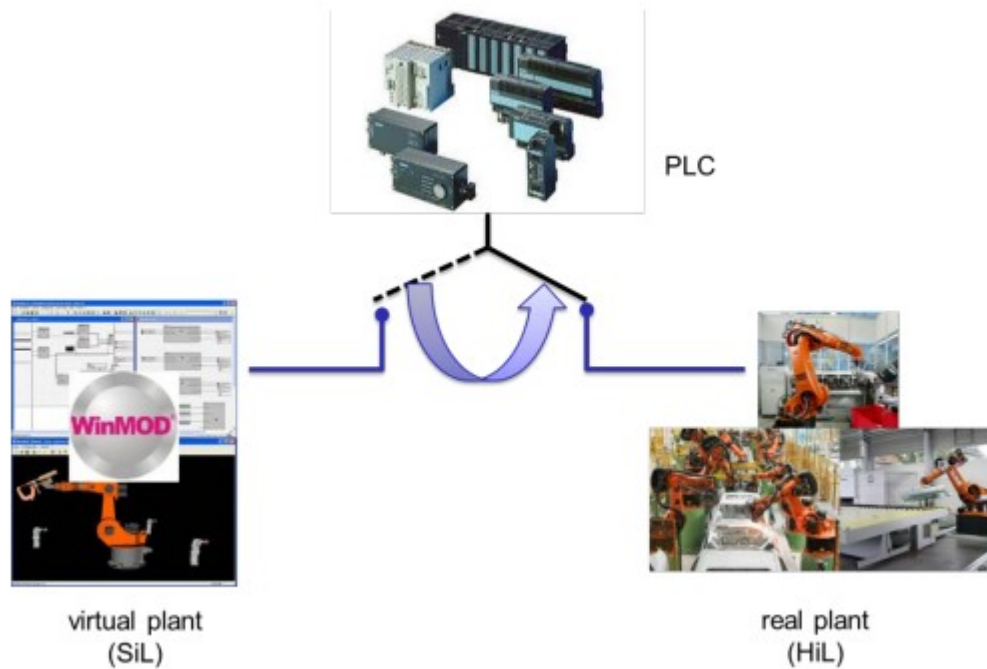 PLC
WinMOD®
virtual plant
(SiL)
real plant
(HiL)